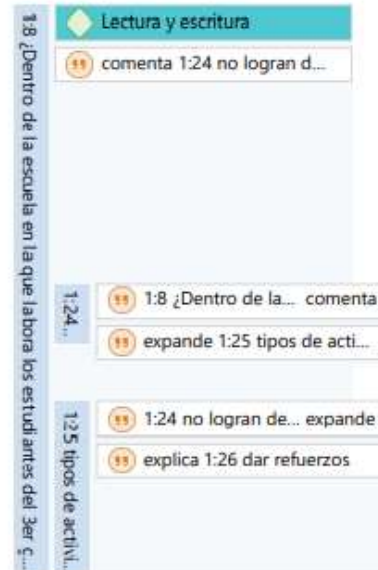 1:8 ¿Dentro de la escuela en la que labora los estudiantes del 3er ç...
Lectura y escritura
comenta 1:24 no logran d...
1:24..
1:8 ¿Dentro de la... comenta
expande 1:25 tipos de acti...
1:25 tipos de activi..
1:24 no logran de... expande
explica 1:26 dar refuerzos